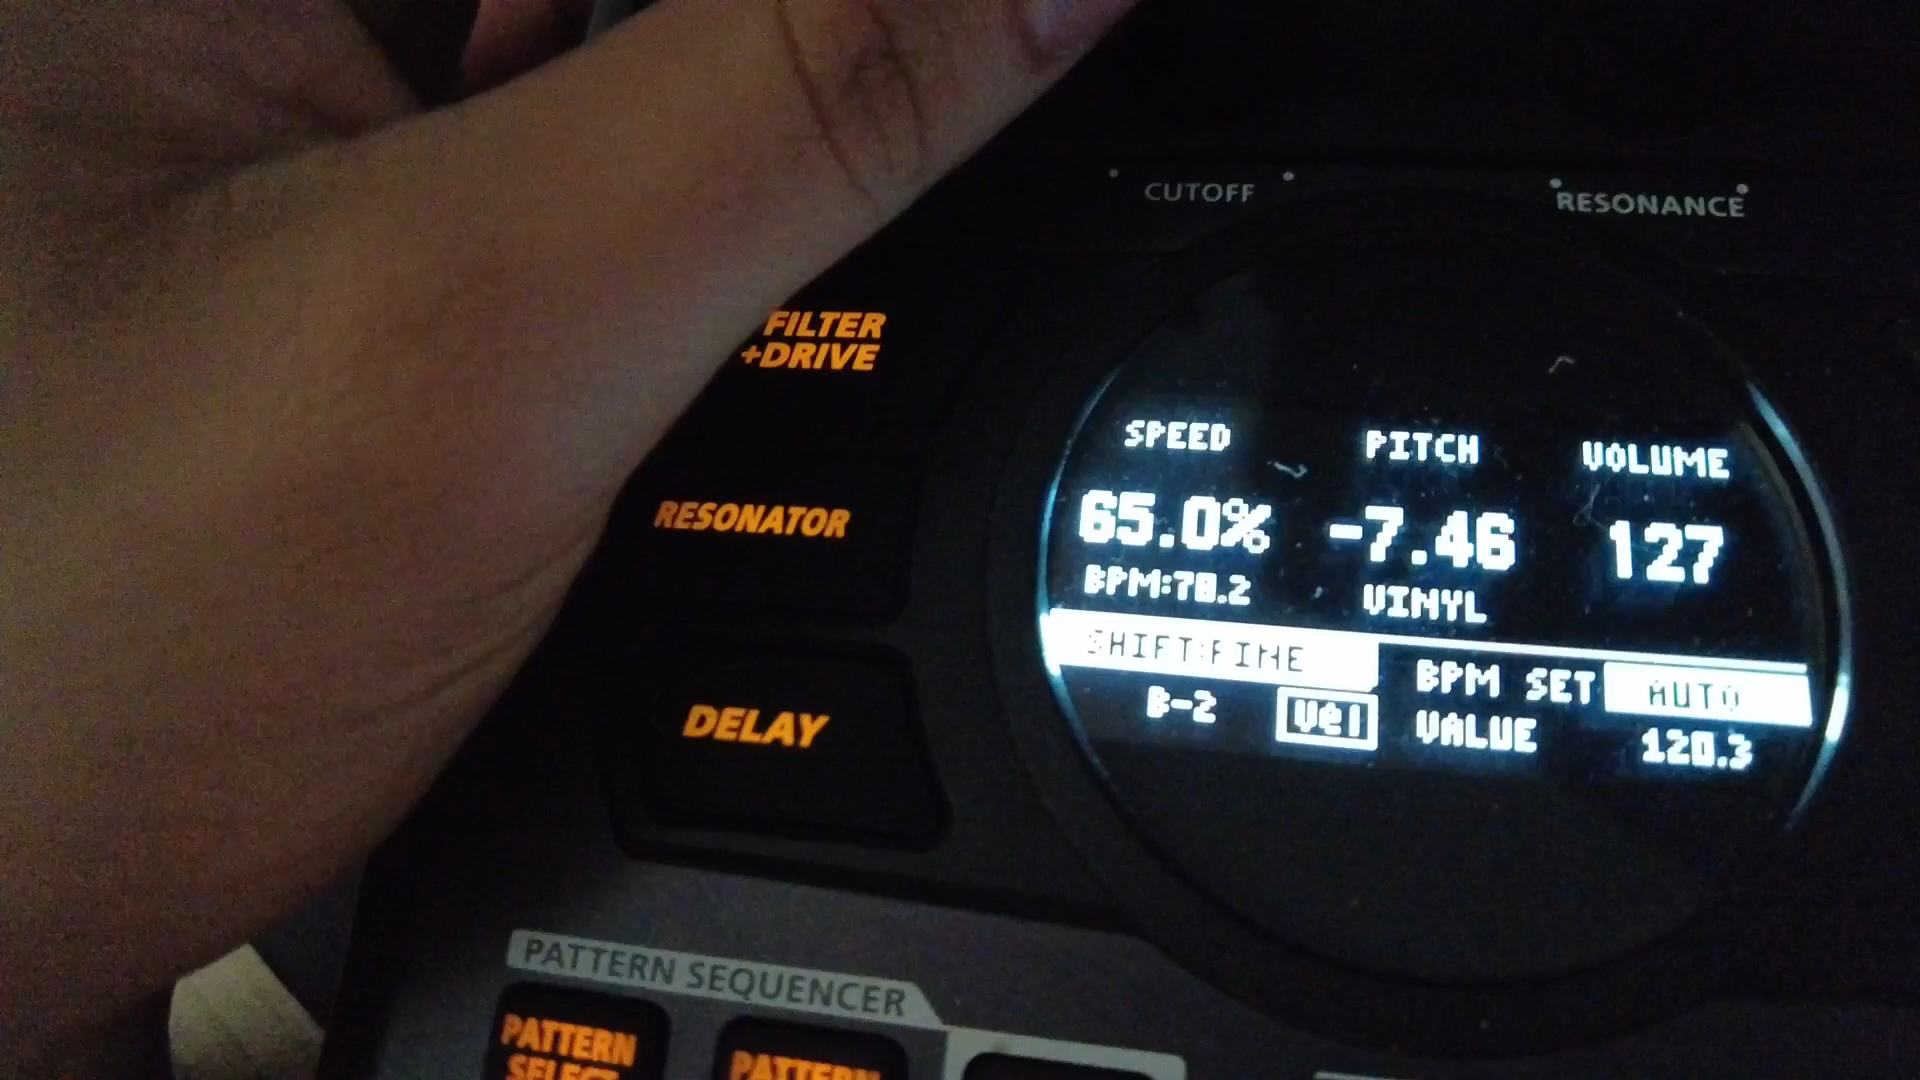 CUTOFF
RESONANCE
FILTER
+DRIVE
RESONATOR
DELAY
SPEED PITCH VOLUME
65.0% -7.46 127
BPM:78.2 VINYL
SHIFT:FINE
BPM SET AUTO
B-2 Vel VALUE 120.3
PATTERN SEQUENCER
PATTERN
SELECT
PATTERN